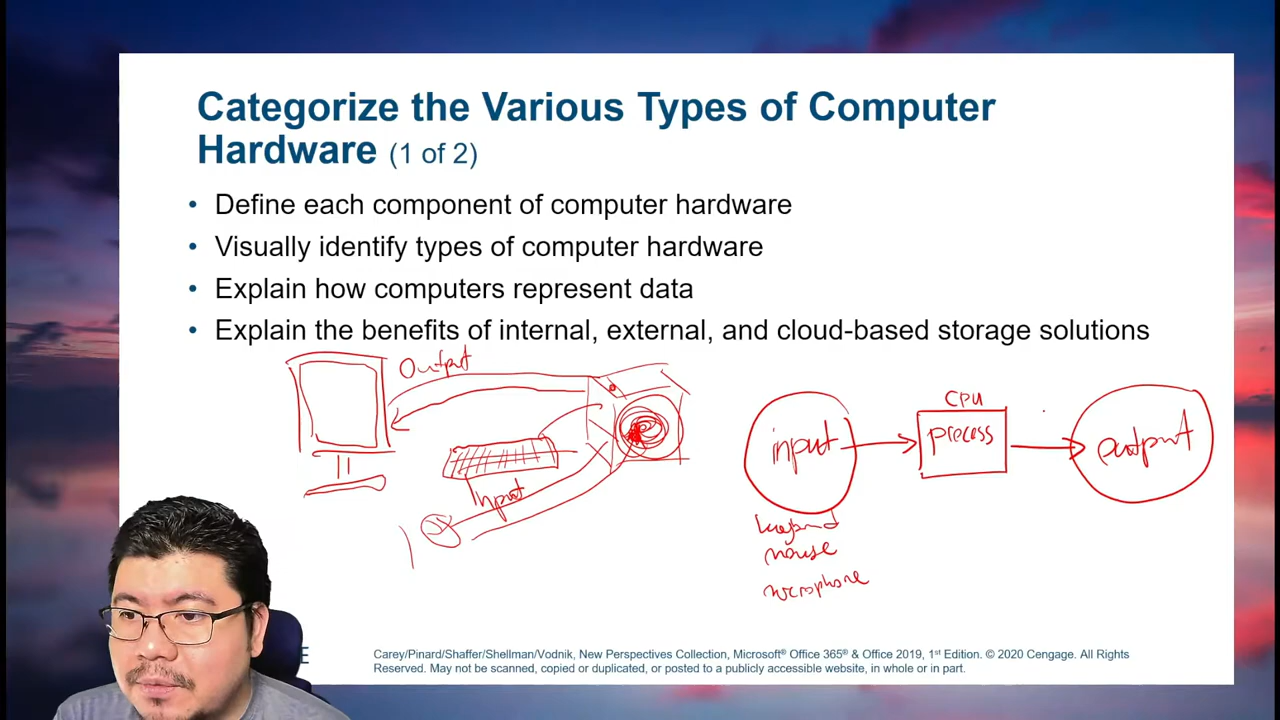 Categorize the Various Types of Computer
Hardware (1 of 2)
• Define each component of computer hardware
• Visually identify types of computer hardware
• Explain how computers represent data
• Explain the benefits of internal, external, and cloud-based storage solutions
Output
Input
CPU
input
process
output
keyboard
mouse
microphone
E
Carey/Pinard/Shaffer/Shellman/Vodnik, New Perspectives Collection, Microsoft® Office 365® & Office 2019, 1st Edition. © 2020 Cengage. All Rights
Reserved. May not be scanned, copied or duplicated, or posted to a publicly accessible website, in whole or in part.